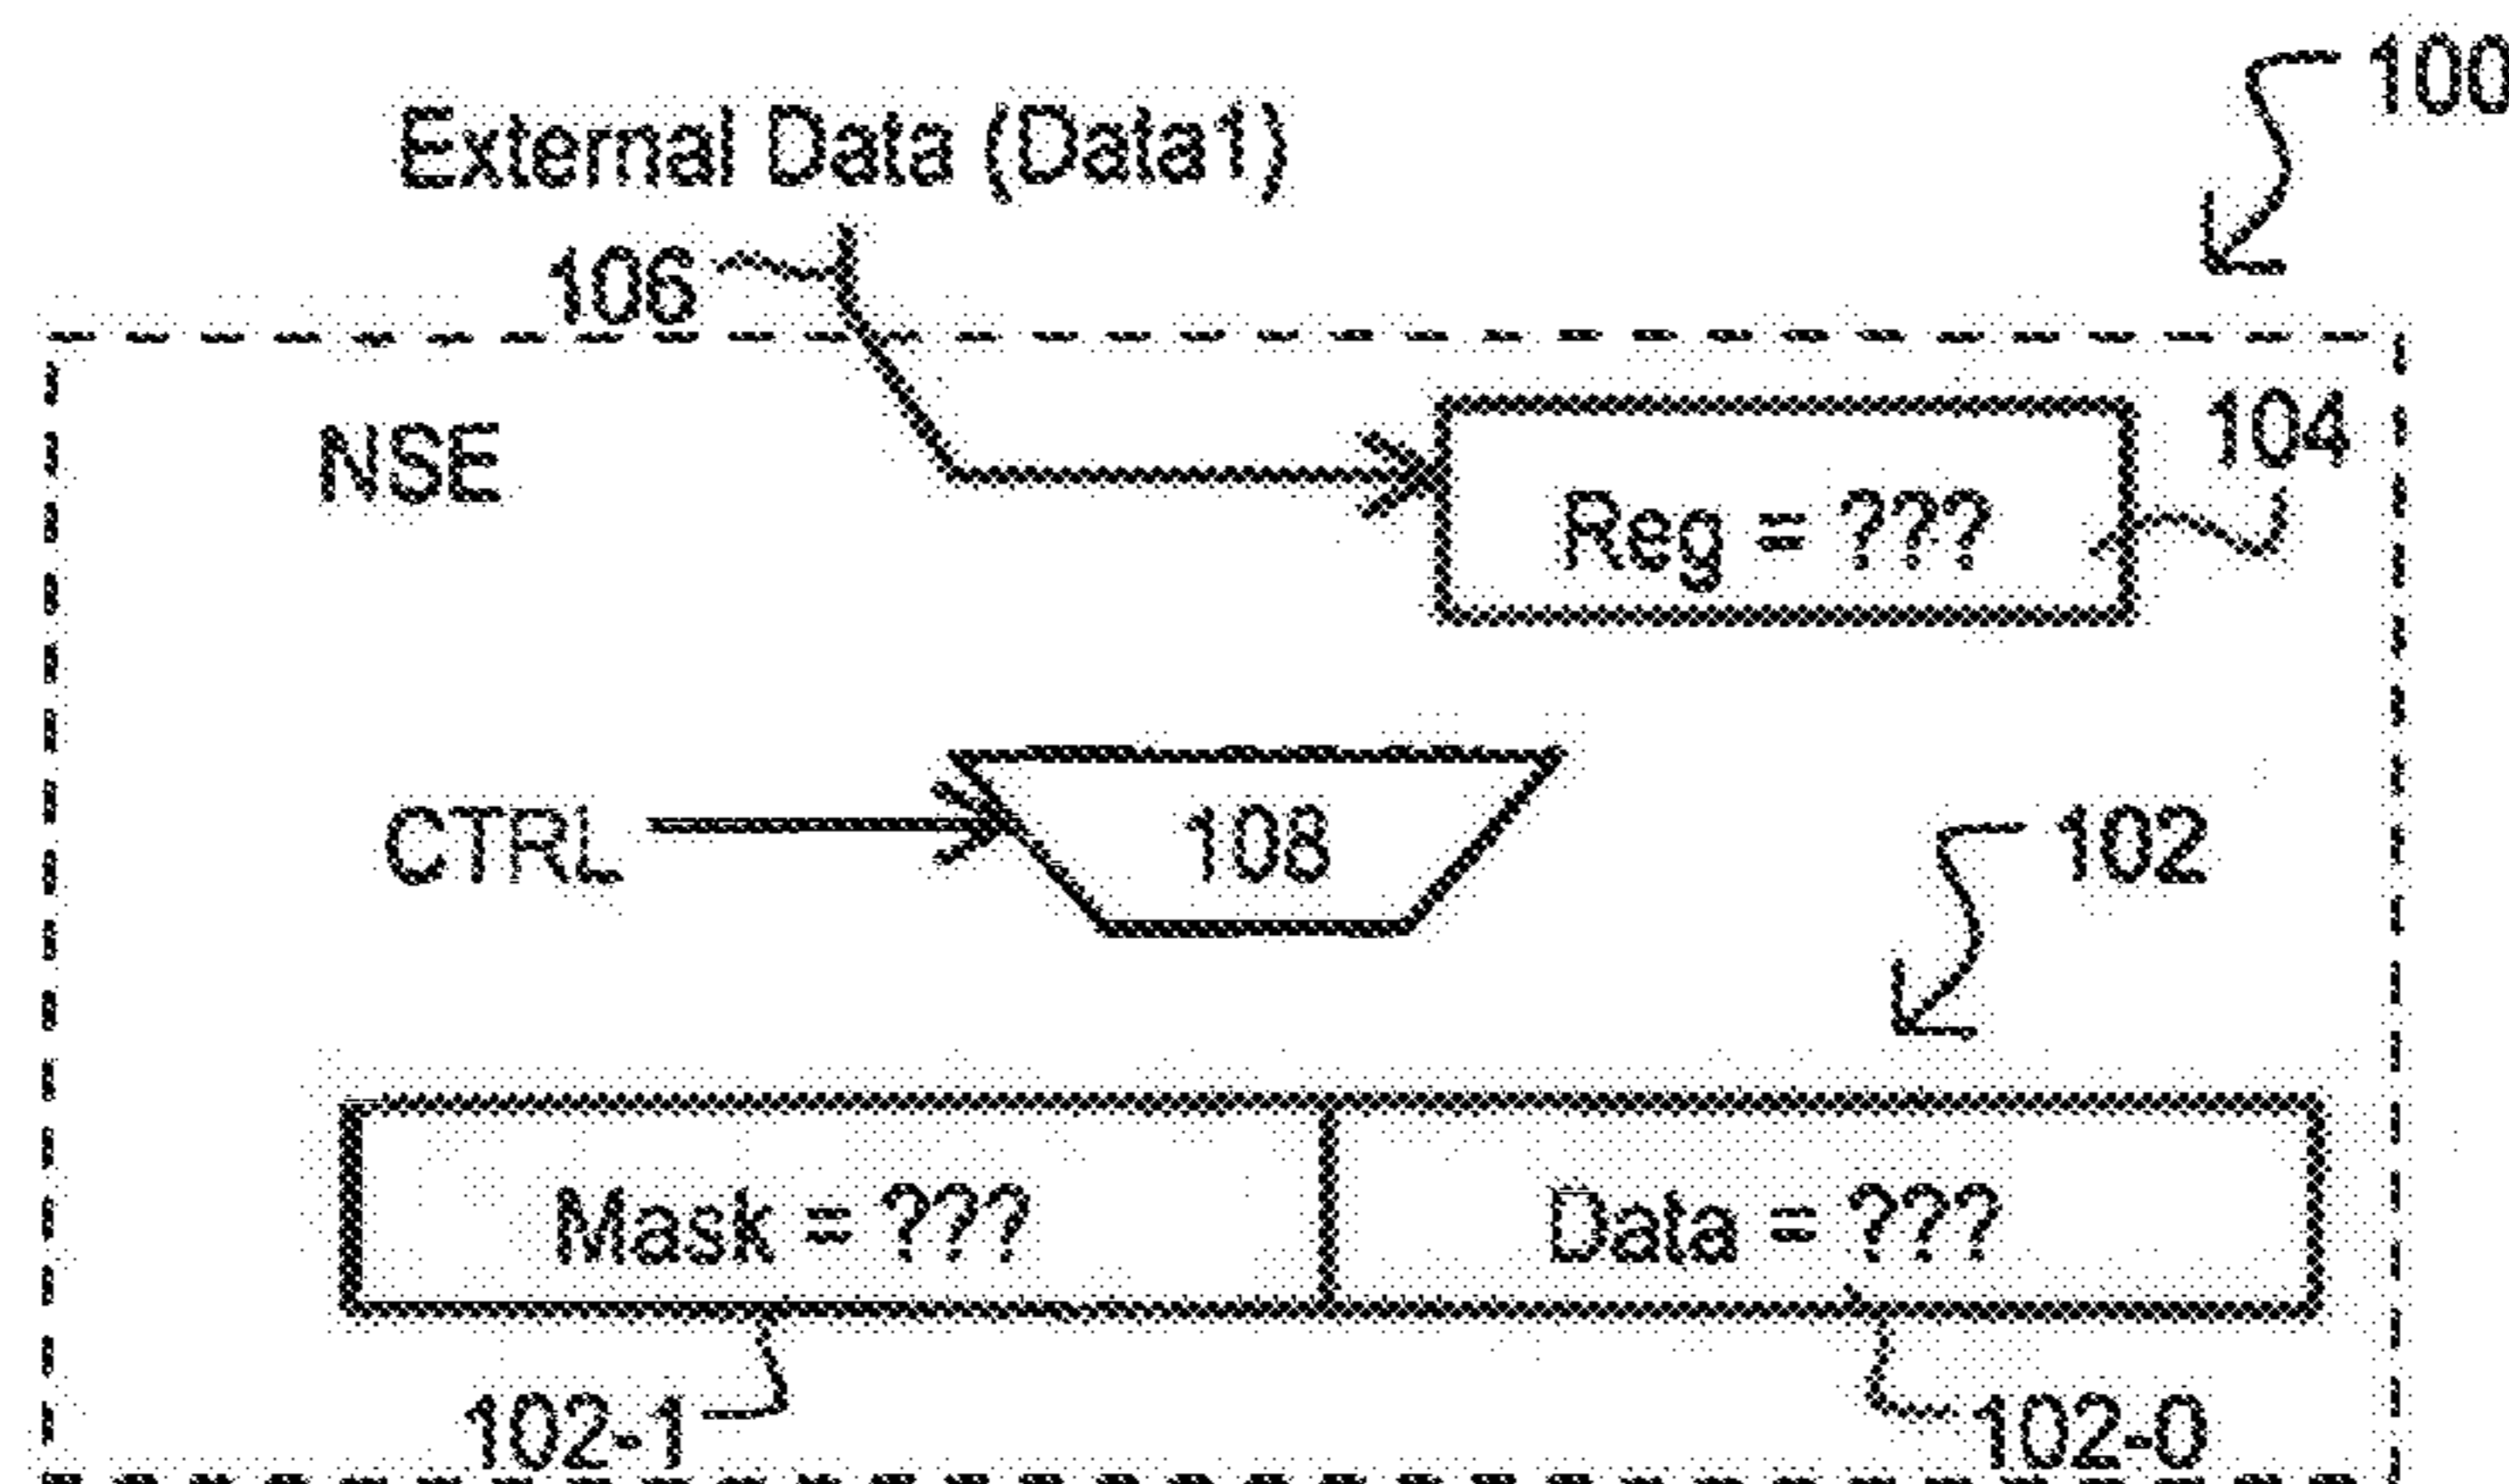 100
External Data (Data1)
106
NSE
104
Reg = ???
CTRL
108
102
Mask = ???
Data = ???
102-1
102-0